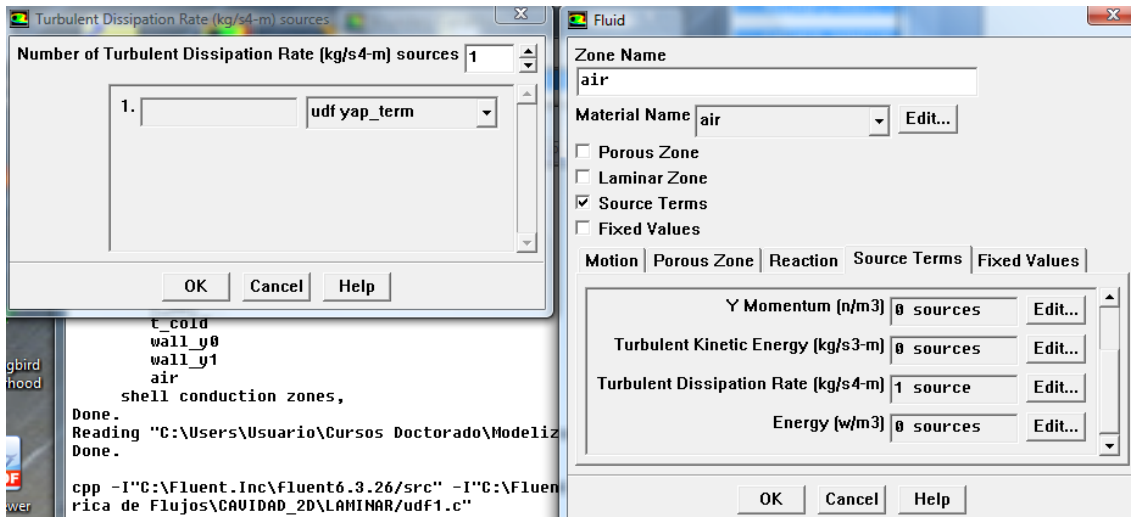 Turbulent Dissipation Rate (kg/s4-m) sources
Number of Turbulent Dissipation Rate (kg/s4-m) sources 1
1. udf yap_term
OK Cancel Help
t_cold
wall_y0
wall_y1
air
shell conduction zones,
Done.
Reading "C:\Users\Usuario\Cursos Doctorado\Modeliz
Done.
cpp -I"C:\Fluent.Inc\fluent6.3.26/src" -I"C:\Fluen
rica de Flujos\CAVIDAD_2D\LAMINAR/udf1.c"
gbird
rhood
DF
ewer
Fluid
Zone Name
air
Material Name air Edit...
Porous Zone
Laminar Zone
Source Terms
Fixed Values
Motion Porous Zone Reaction Source Terms Fixed Values
Y Momentum (n/m3) 0 sources Edit...
Turbulent Kinetic Energy (kg/s3-m) 0 sources Edit...
Turbulent Dissipation Rate (kg/s4-m) 1 source Edit...
Energy (w/m3) 0 sources Edit...
OK Cancel Help